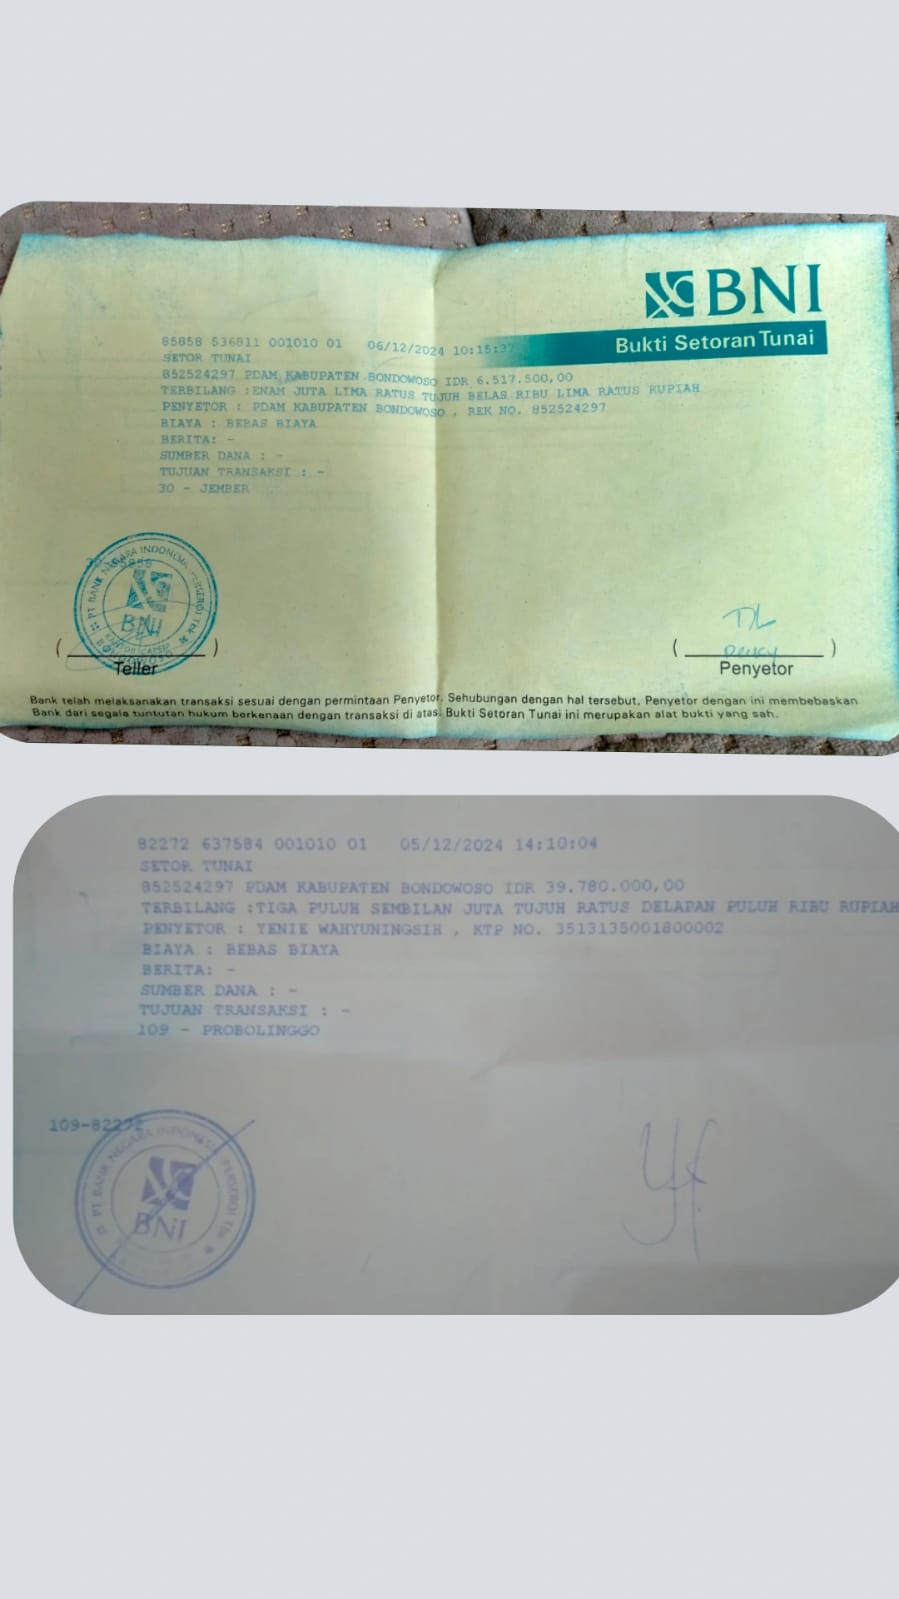 BNI
Bukti Setoran Tunai
85858 536811 001010 01 06/12/2024 10:15:37
SETOR TUNAI
852524297 PDAM KABUPATEN BONDOWOSO IDR 6.517.500,00
TERBILANG :ENAM JUTA LIMA RATUS TUJUH BELAS RIBU LIMA RATUS RUPIAH
PENYETOR : PDAM KABUPATEN BONDOWOSO , REK NO. 852524297
BIAYA : BEBAS BIAYA
BERITA: -
SUMBER DANA : -
TUJUAN TRANSAKSI : -
30 - JEMBER
PT BANK NEGARA INDONESIA (PERSERO) Tbk
BNI
BONDOWOSO
( )
Teller
( )
Penyetor
Bank telah melaksanakan transaksi sesuai dengan permintaan Penyetor. Sehubungan dengan hal tersebut, Penyetor dengan ini membebaskan
Bank dari segala tuntutan hukum berkenaan dengan transaksi di atas. Bukti Setoran Tunai ini merupakan alat bukti yang sah.
82272 637584 001010 01 05/12/2024 14:10:04
SETOR TUNAI
852524297 PDAM KABUPATEN BONDOWOSO IDR 39.780.000,00
TERBILANG :TIGA PULUH SEMBILAN JUTA TUJUH RATUS DELAPAN PULUH RIBU RUPIAH
PENYETOR : YENIE WAHYUNINGSIH , KTP NO. 3513135001800002
BIAYA : BEBAS BIAYA
BERITA: -
SUMBER DANA : -
TUJUAN TRANSAKSI : -
109 - PROBOLINGGO
109-82272
PT BANK NEGARA INDONESIA (PERSERO) Tbk
BNI